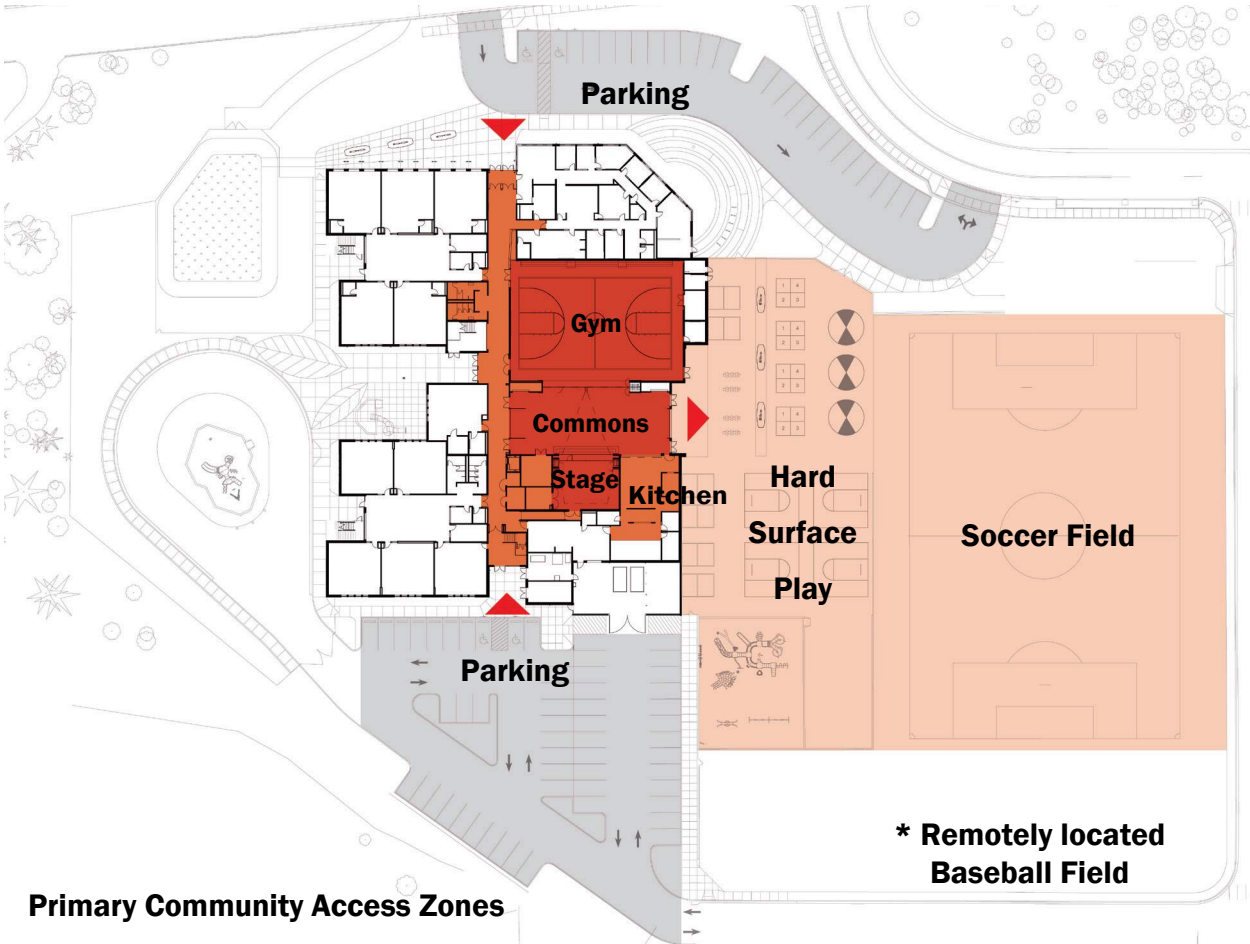 Parking
Gym
Commons
Stage
Kitchen
Hard
Surface
Play
Soccer Field
Parking
* Remotely located
Baseball Field
Primary Community Access Zones